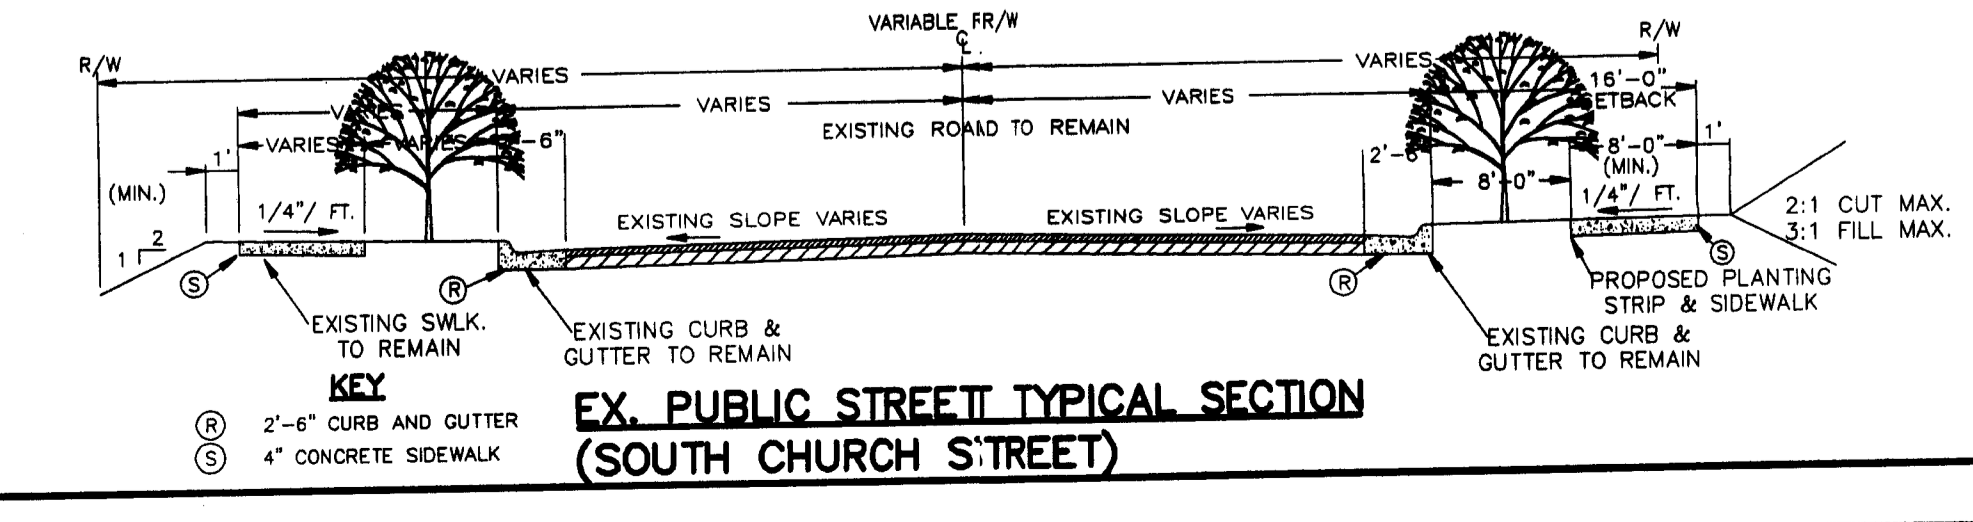 VARIABLE FR/W
R/W
℄
R/W
VARIES
VARIES
16'-0"
SETBACK
VARIES
VARIES
EXISTING ROAD TO REMAIN
VARIES
VARIES
-6"
2'-6
8'-0"
(MIN.)
1'
1'
(MIN.)
8'-0"
1/4"/ FT.
1/4"/ FT.
EXISTING SLOPE VARIES
EXISTING SLOPE VARIES
2:1 CUT MAX.
3:1 FILL MAX.
2
1
S
R
R
S
PROPOSED PLANTING
STRIP & SIDEWALK
EXISTING SWLK.
TO REMAIN
EXISTING CURB &
GUTTER TO REMAIN
EXISTING CURB &
GUTTER TO REMAIN
KEY
R 2'-6" CURB AND GUTTER
S 4" CONCRETE SIDEWALK
EX. PUBLIC STREET TYPICAL SECTION
(SOUTH CHURCH STREET)